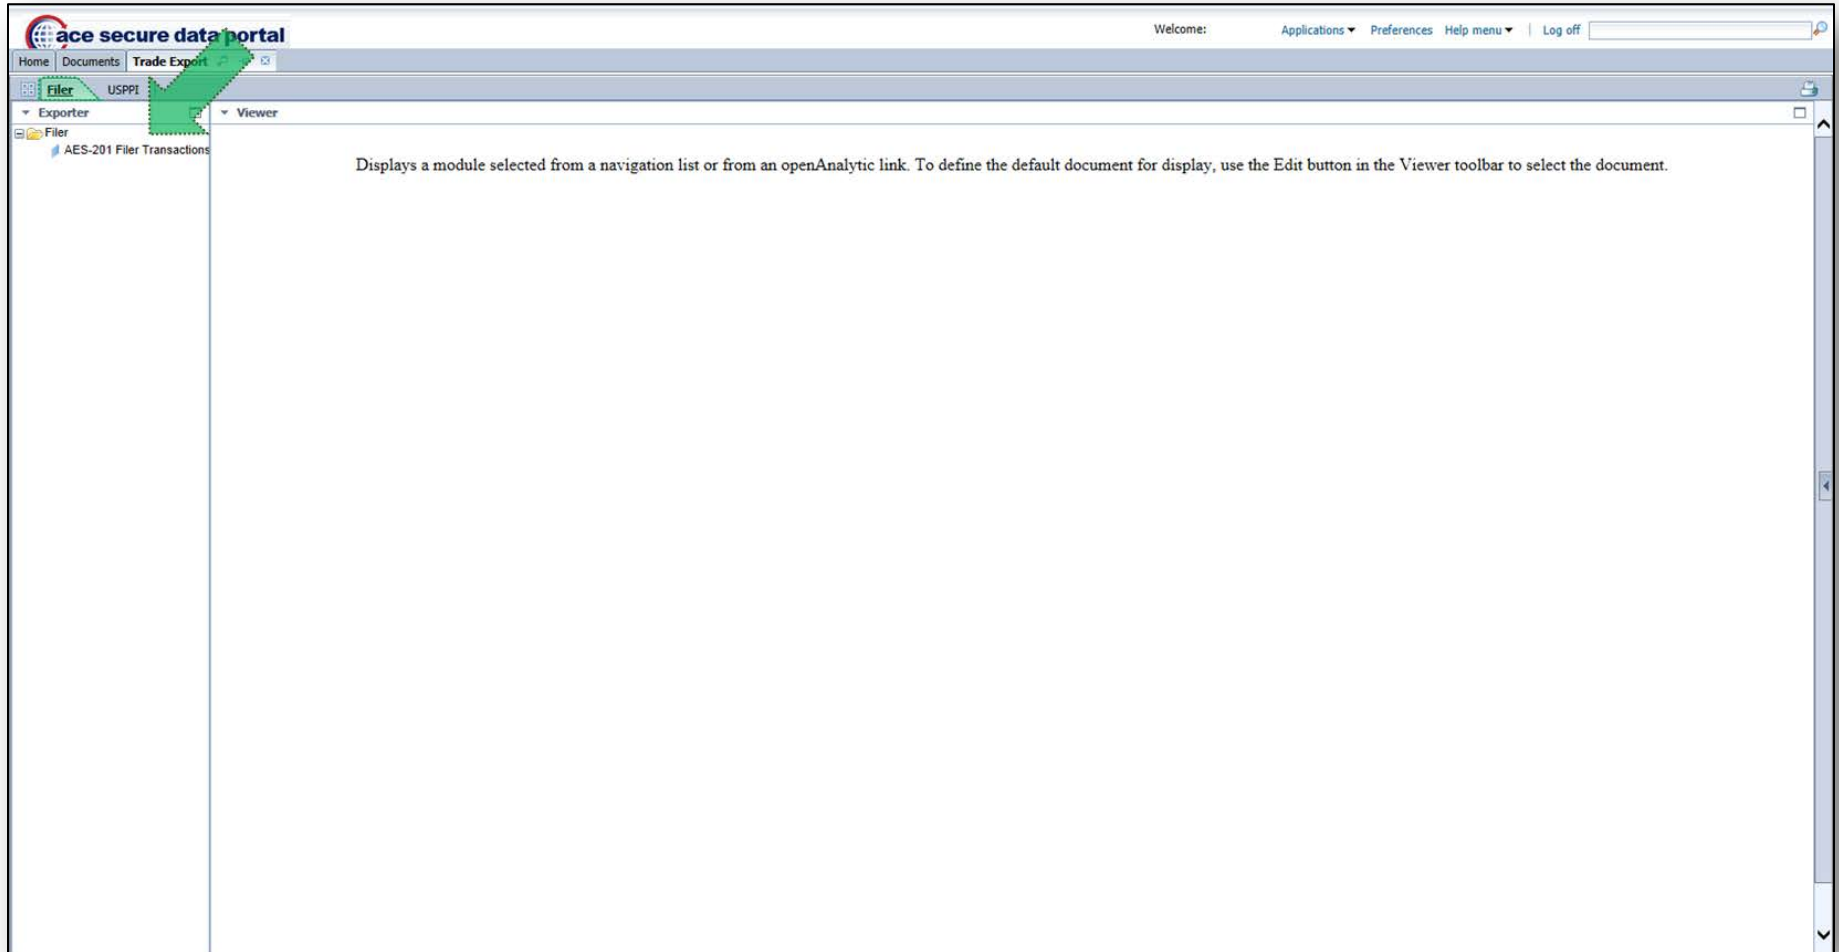 ace secure data portal
Welcome: Applications Preferences Help menu | Log off
Home Documents Trade Export
Filer USPPI
Exporter Viewer
Filer
AES-201 Filer Transactions
Displays a module selected from a navigation list or from an openAnalytic link. To define the default document for display, use the Edit button in the Viewer toolbar to select the document.